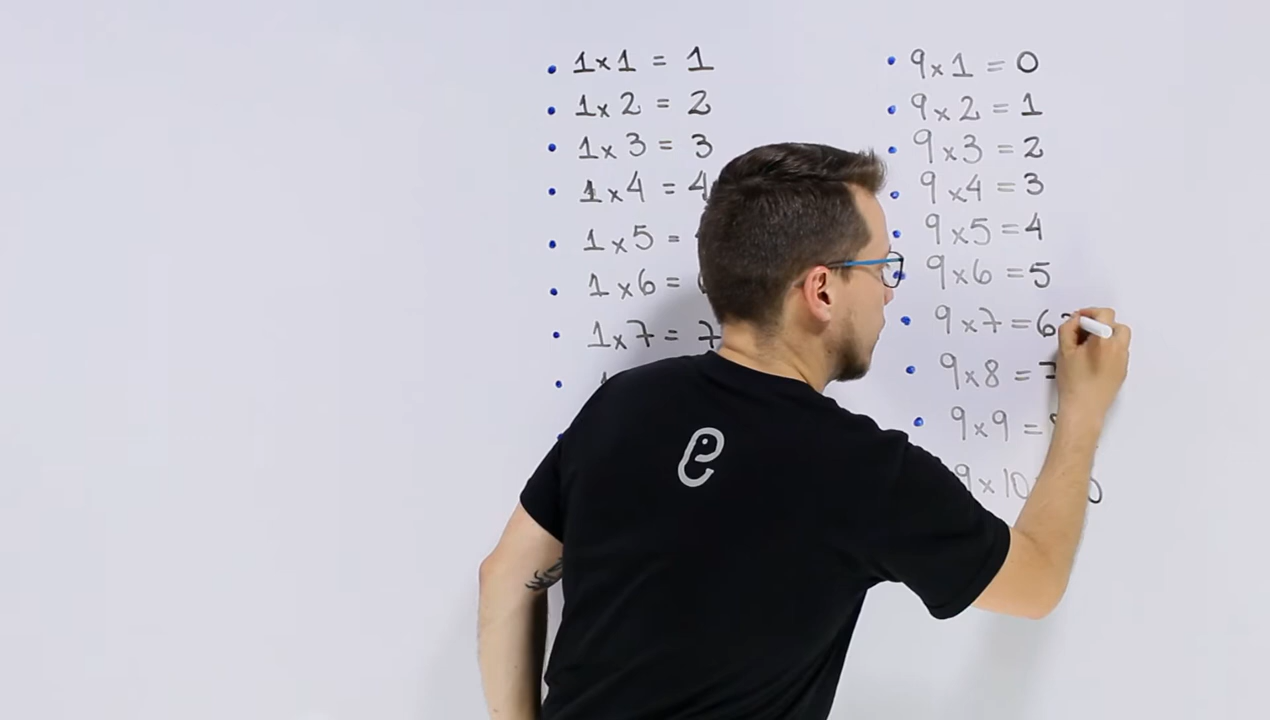 1x1 = 1
1x2 = 2
1x3 = 3
1x4 = 4
1x5 =
1x6 =
1x7 = 7
9x1 = 0
9x2 = 1
9x3 = 2
9x4 = 3
9x5 = 4
9x6 = 5
9x7 = 6
9x8 = 7
9x9 =
9x10